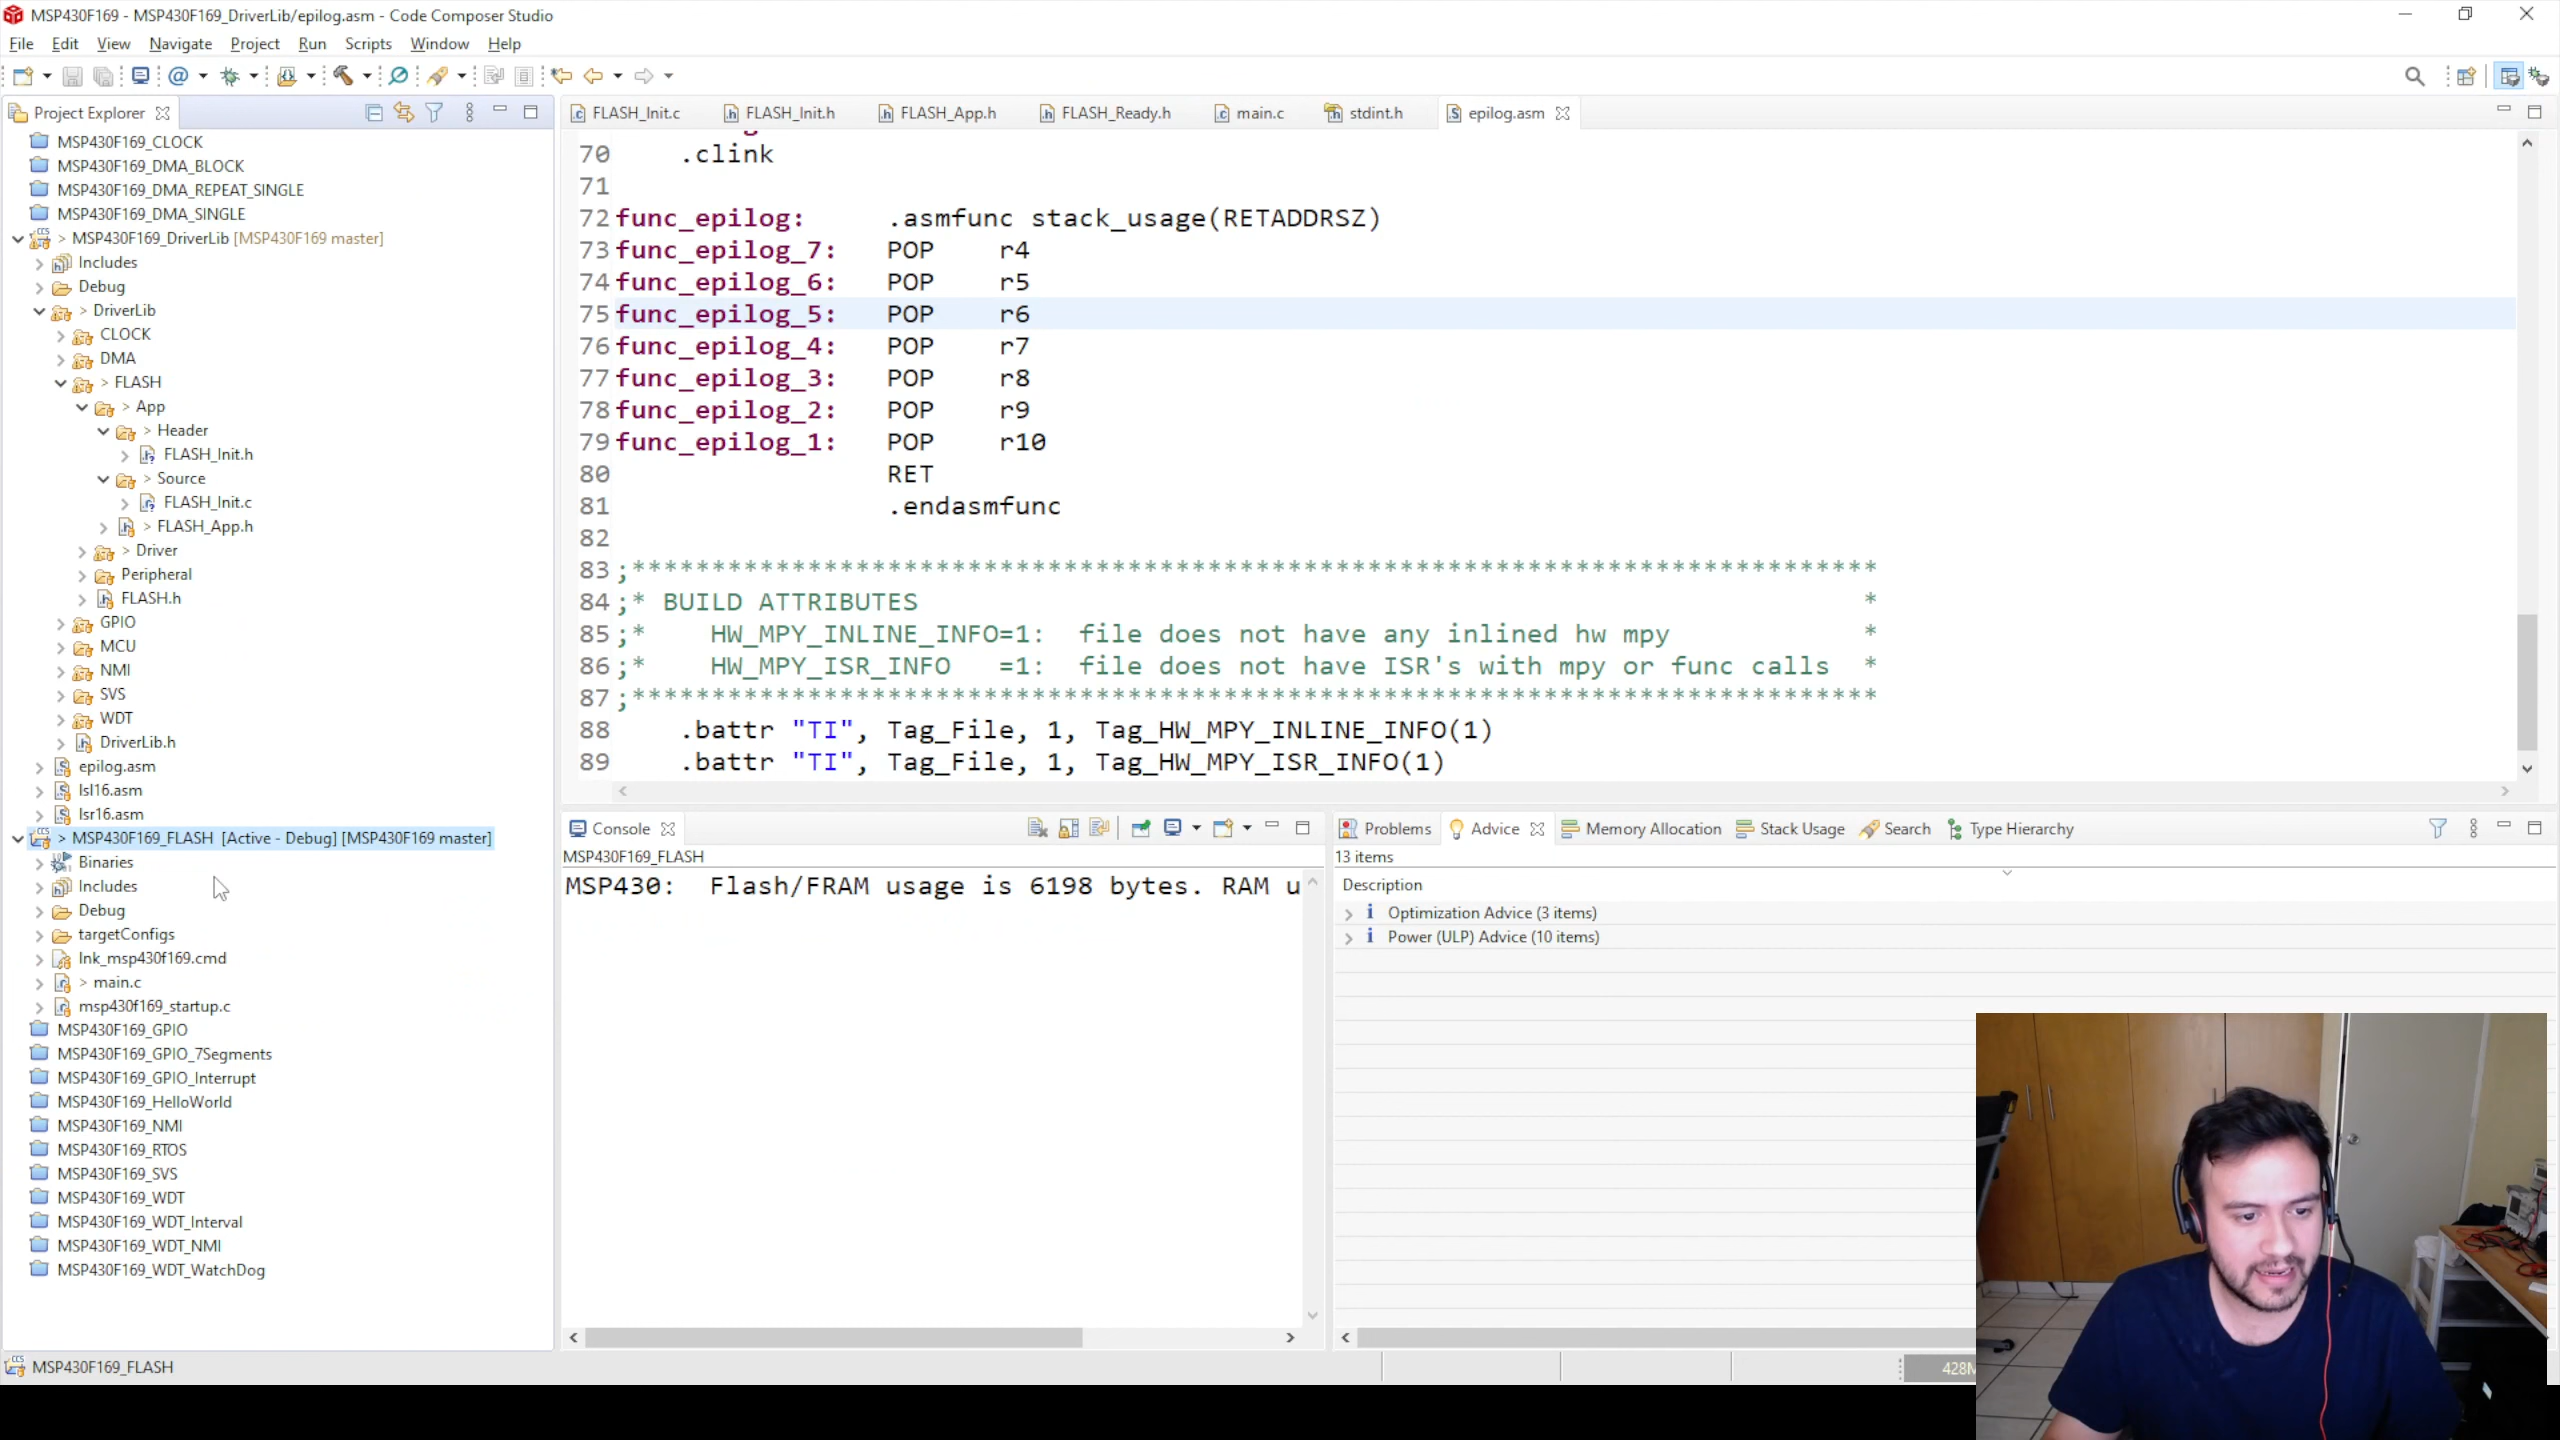 MSP430F169 - MSP430F169_DriverLib/epilog.asm - Code Composer Studio
File Edit View Navigate Project Run Scripts Window Help
Project Explorer
MSP430F169_CLOCK
MSP430F169_DMA_BLOCK
MSP430F169_DMA_REPEAT_SINGLE
MSP430F169_DMA_SINGLE
> MSP430F169_DriverLib [MSP430F169 master]
Includes
Debug
> DriverLib
CLOCK
DMA
> FLASH
> App
> Header
FLASH_Init.h
> Source
FLASH_Init.c
> FLASH_App.h
> Driver
Peripheral
FLASH.h
GPIO
MCU
NMI
SVS
WDT
DriverLib.h
epilog.asm
lsl16.asm
lsr16.asm
> MSP430F169_FLASH [Active - Debug] [MSP430F169 master]
Binaries
Includes
Debug
targetConfigs
lnk_msp430f169.cmd
> main.c
msp430f169_startup.c
MSP430F169_GPIO
MSP430F169_GPIO_7Segments
MSP430F169_GPIO_Interrupt
MSP430F169_HelloWorld
MSP430F169_NMI
MSP430F169_RTOS
MSP430F169_SVS
MSP430F169_WDT
MSP430F169_WDT_Interval
MSP430F169_WDT_NMI
MSP430F169_WDT_WatchDog
FLASH_Init.c FLASH_Init.h FLASH_App.h FLASH_Ready.h main.c stdint.h epilog.asm
70 .clink
71
72 func_epilog: .asmfunc stack_usage(RETADDRSZ)
73 func_epilog_7: POP r4
74 func_epilog_6: POP r5
75 func_epilog_5: POP r6
76 func_epilog_4: POP r7
77 func_epilog_3: POP r8
78 func_epilog_2: POP r9
79 func_epilog_1: POP r10
80 RET
81 .endasmfunc
82
83 ;******************************************************************************
84 ;* BUILD ATTRIBUTES *
85 ;* HW_MPY_INLINE_INFO=1: file does not have any inlined hw mpy *
86 ;* HW_MPY_ISR_INFO =1: file does not have ISR's with mpy or func calls *
87 ;******************************************************************************
88 .battr "TI", Tag_File, 1, Tag_HW_MPY_INLINE_INFO(1)
89 .battr "TI", Tag_File, 1, Tag_HW_MPY_ISR_INFO(1)
Console
MSP430F169_FLASH
MSP430: Flash/FRAM usage is 6198 bytes. RAM u
Problems Advice Memory Allocation Stack Usage Search Type Hierarchy
13 items
Description
Optimization Advice (3 items)
Power (ULP) Advice (10 items)
MSP430F169_FLASH
428M